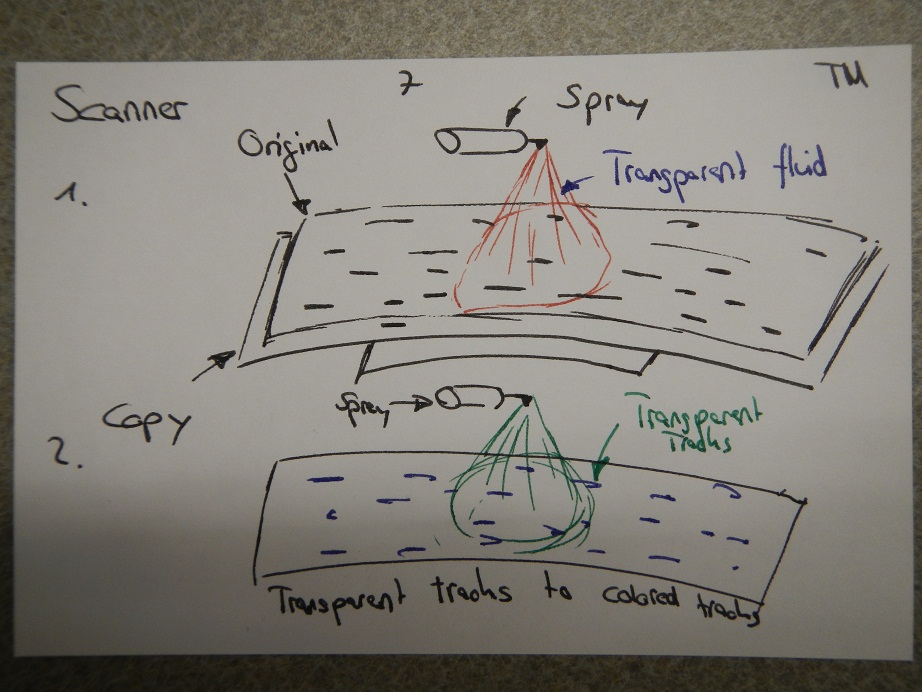 Scanner
7
TM
Spray
Original
Transparent fluid
1.
Copy
Spray
Transparent
Tracks
2.
Transparent tracks to colored tracks